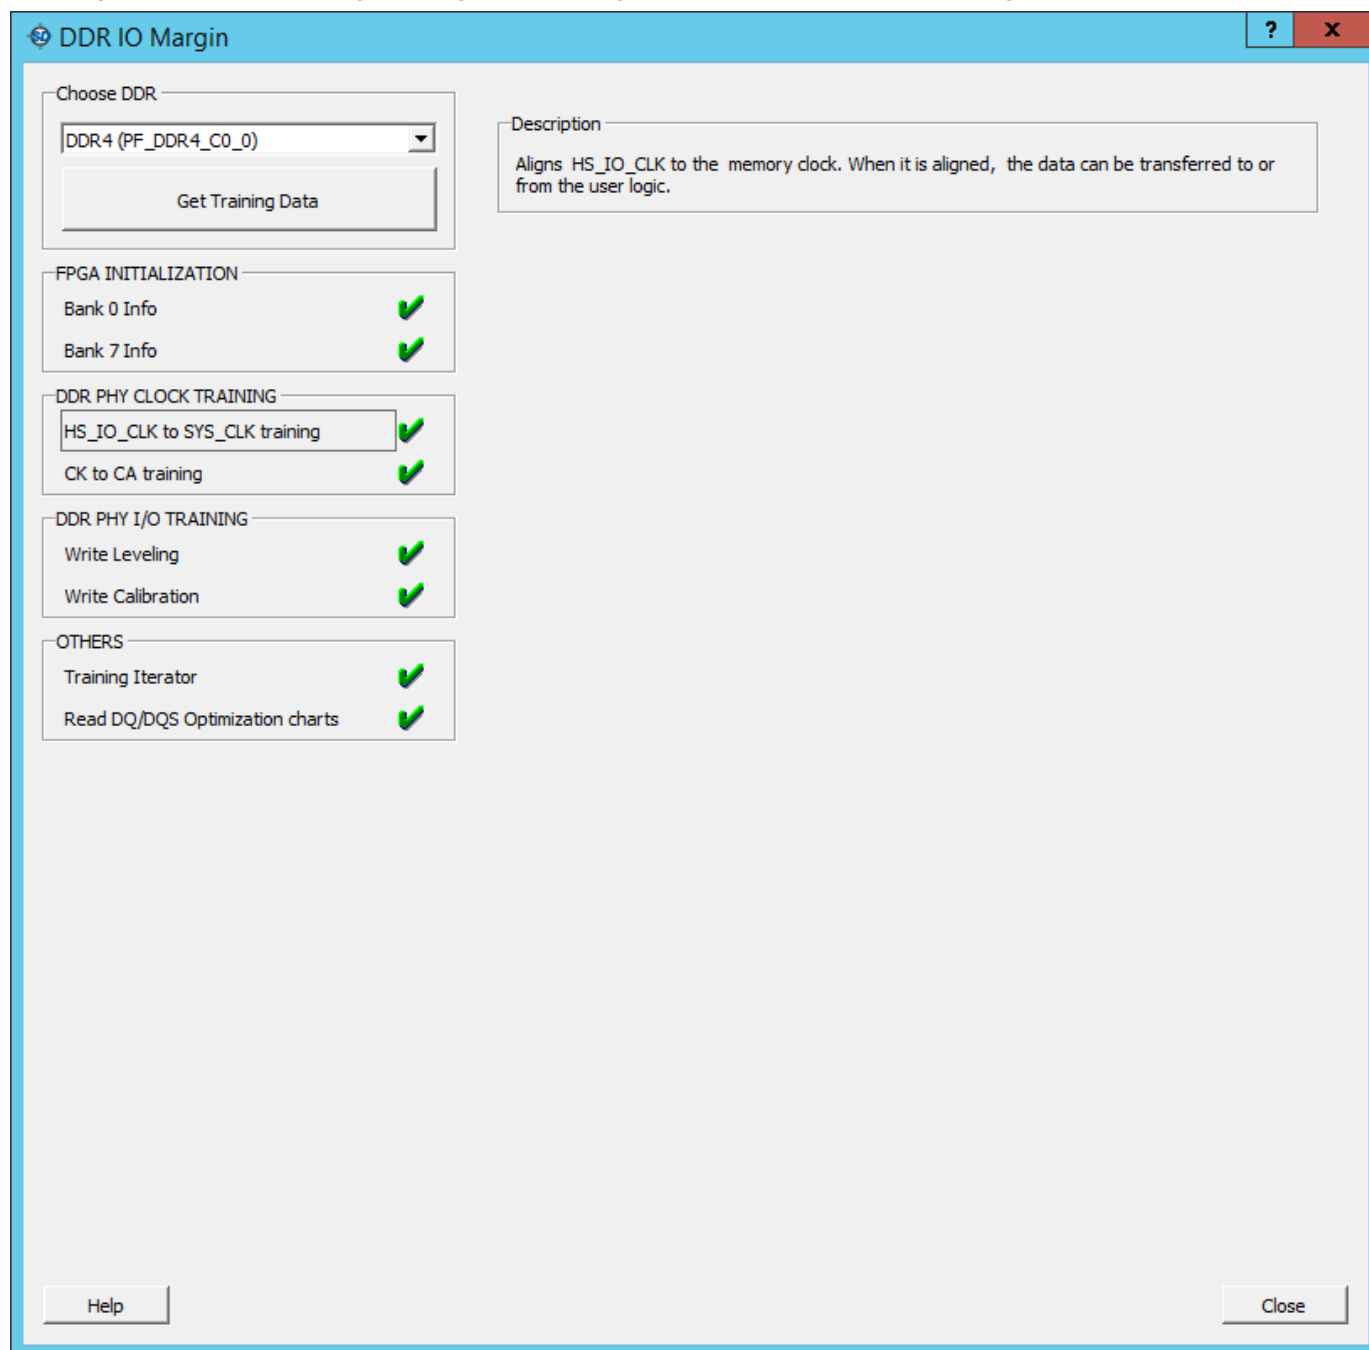 DDR IO Margin
?
x
Choose DDR
DDR4 (PF_DDR4_C0_0)
Get Training Data
Description
Aligns HS_IO_CLK to the memory clock. When it is aligned, the data can be transferred to or
from the user logic.
FPGA INITIALIZATION
Bank 0 Info
Bank 7 Info
DDR PHY CLOCK TRAINING
HS_IO_CLK to SYS_CLK training
CK to CA training
DDR PHY I/O TRAINING
Write Leveling
Write Calibration
OTHERS
Training Iterator
Read DQ/DQS Optimization charts
Help
Close